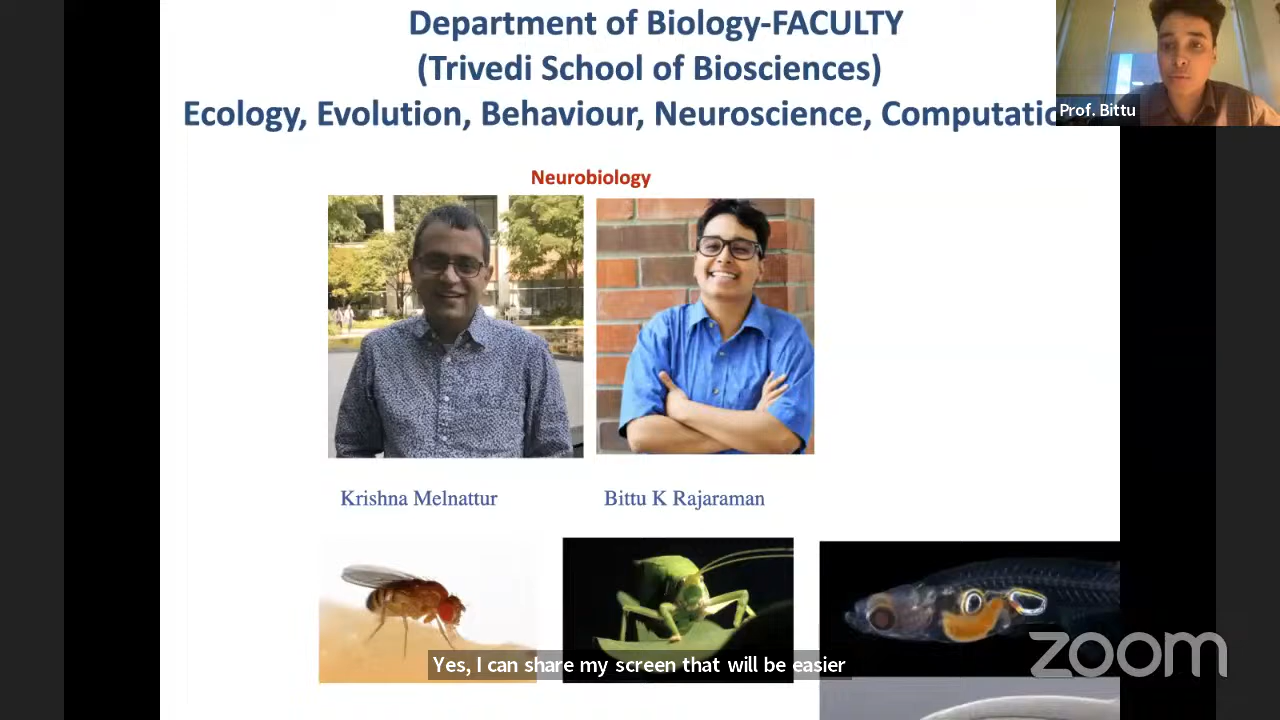 Department of Biology-FACULTY
(Trivedi School of Biosciences)
Ecology, Evolution, Behaviour, Neuroscience, Computatio
Prof. Bittu
Neurobiology
Krishna Melnattur
Bittu K Rajaraman
Yes, I can share my screen that will be easier
zoom